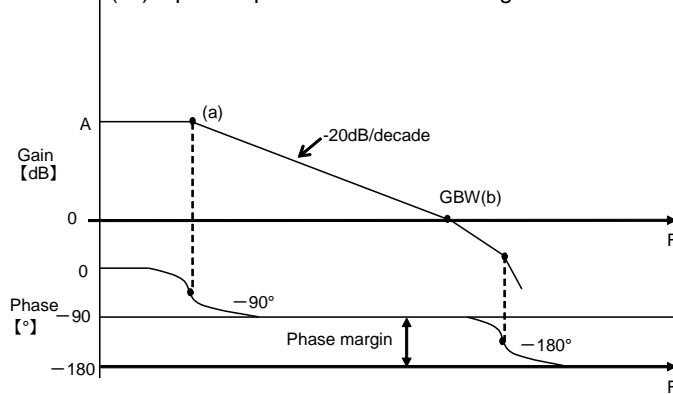 A
(a)
-20dB/decade
Gain
【dB】
GBW(b)
0
0
Phase
【°】
－90
－90°
Phase margin
－180°
－180